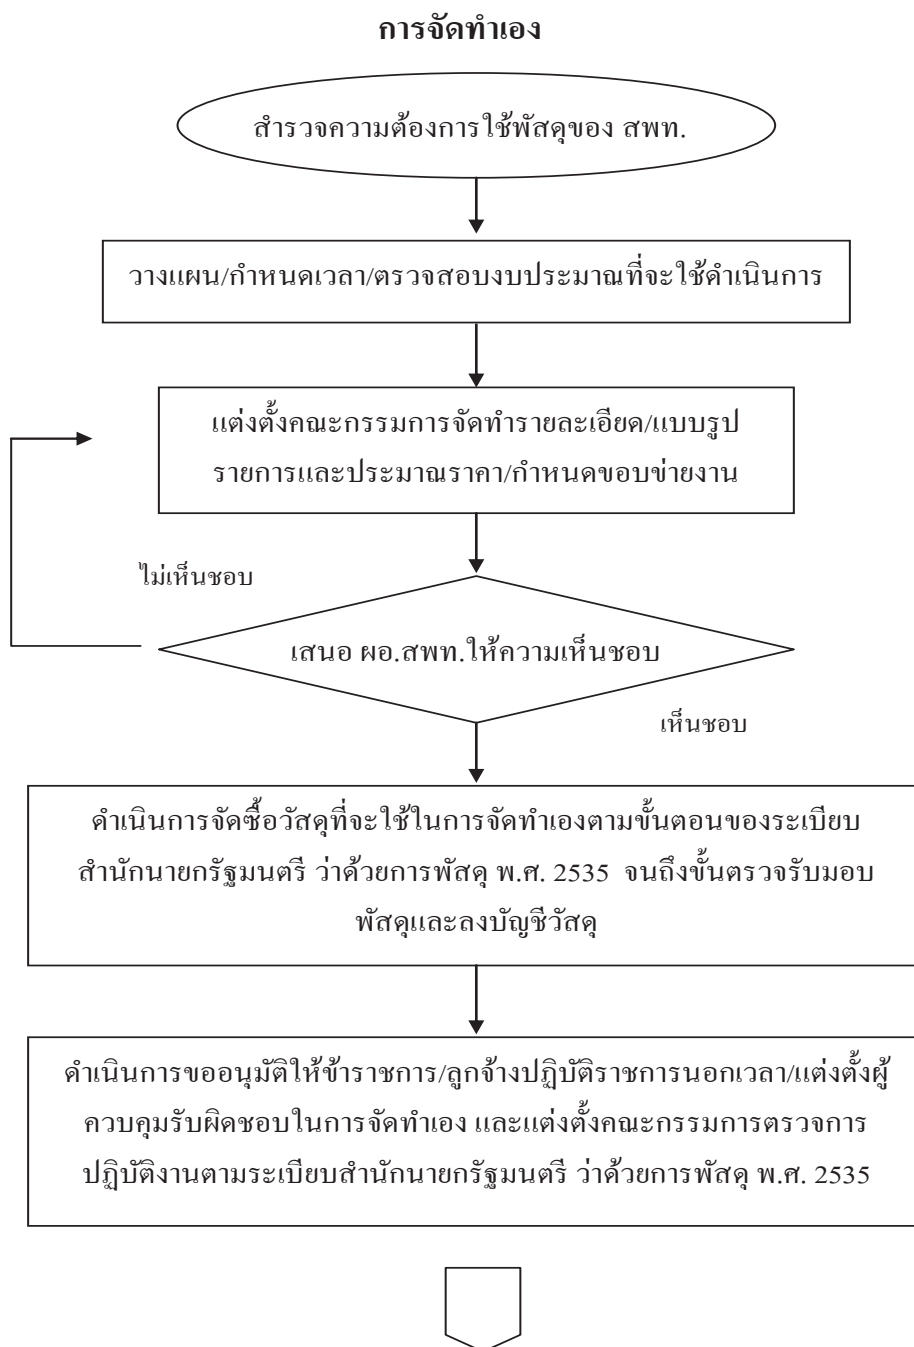 การจัดทำเอง
สำรวจความต้องการใช้พัสดุของ สพท.
วางแผน/กำหนดเวลา/ตรวจสอบงบประมาณที่จะใช้ดำเนินการ
แต่งตั้งคณะกรรมการจัดทำรายละเอียด/แบบรูป
รายการและประมาณราคา/กำหนดขอบข่ายงาน
ไม่เห็นชอบ
เสนอ ผอ.สพท.ให้ความเห็นชอบ
เห็นชอบ
ดำเนินการจัดซื้อวัสดุที่จะใช้ในการจัดทำเองตามขั้นตอนของระเบียบ
สำนักนายกรัฐมนตรี ว่าด้วยการพัสดุ พ.ศ. 2535 จนถึงขั้นตรวจรับมอบ
พัสดุและลงบัญชีวัสดุ
ดำเนินการขออนุมัติให้ข้าราชการ/ลูกจ้างปฏิบัติราชการนอกเวลา/แต่งตั้งผู้
ควบคุมรับผิดชอบในการจัดทำเอง และแต่งตั้งคณะกรรมการตรวจการ
ปฏิบัติงานตามระเบียบสำนักนายกรัฐมนตรี ว่าด้วยการพัสดุ พ.ศ. 2535